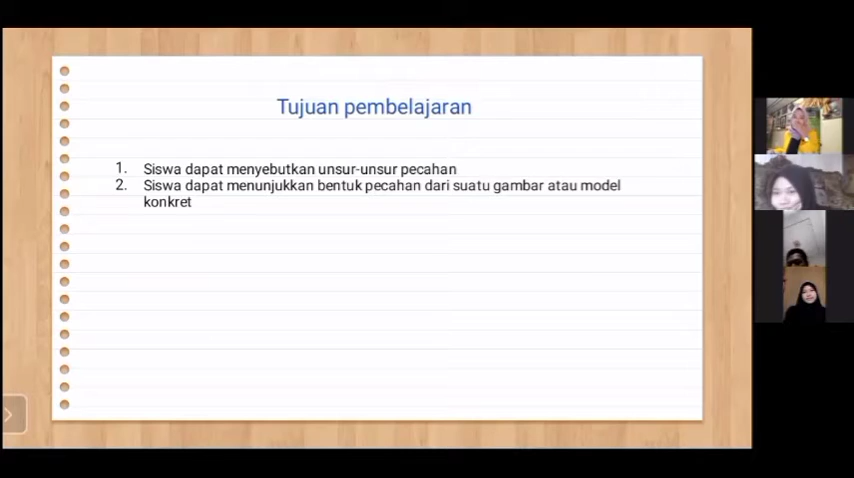 Tujuan pembelajaran
1. Siswa dapat menyebutkan unsur-unsur pecahan
2. Siswa dapat menunjukkan bentuk pecahan dari suatu gambar atau model
konkret